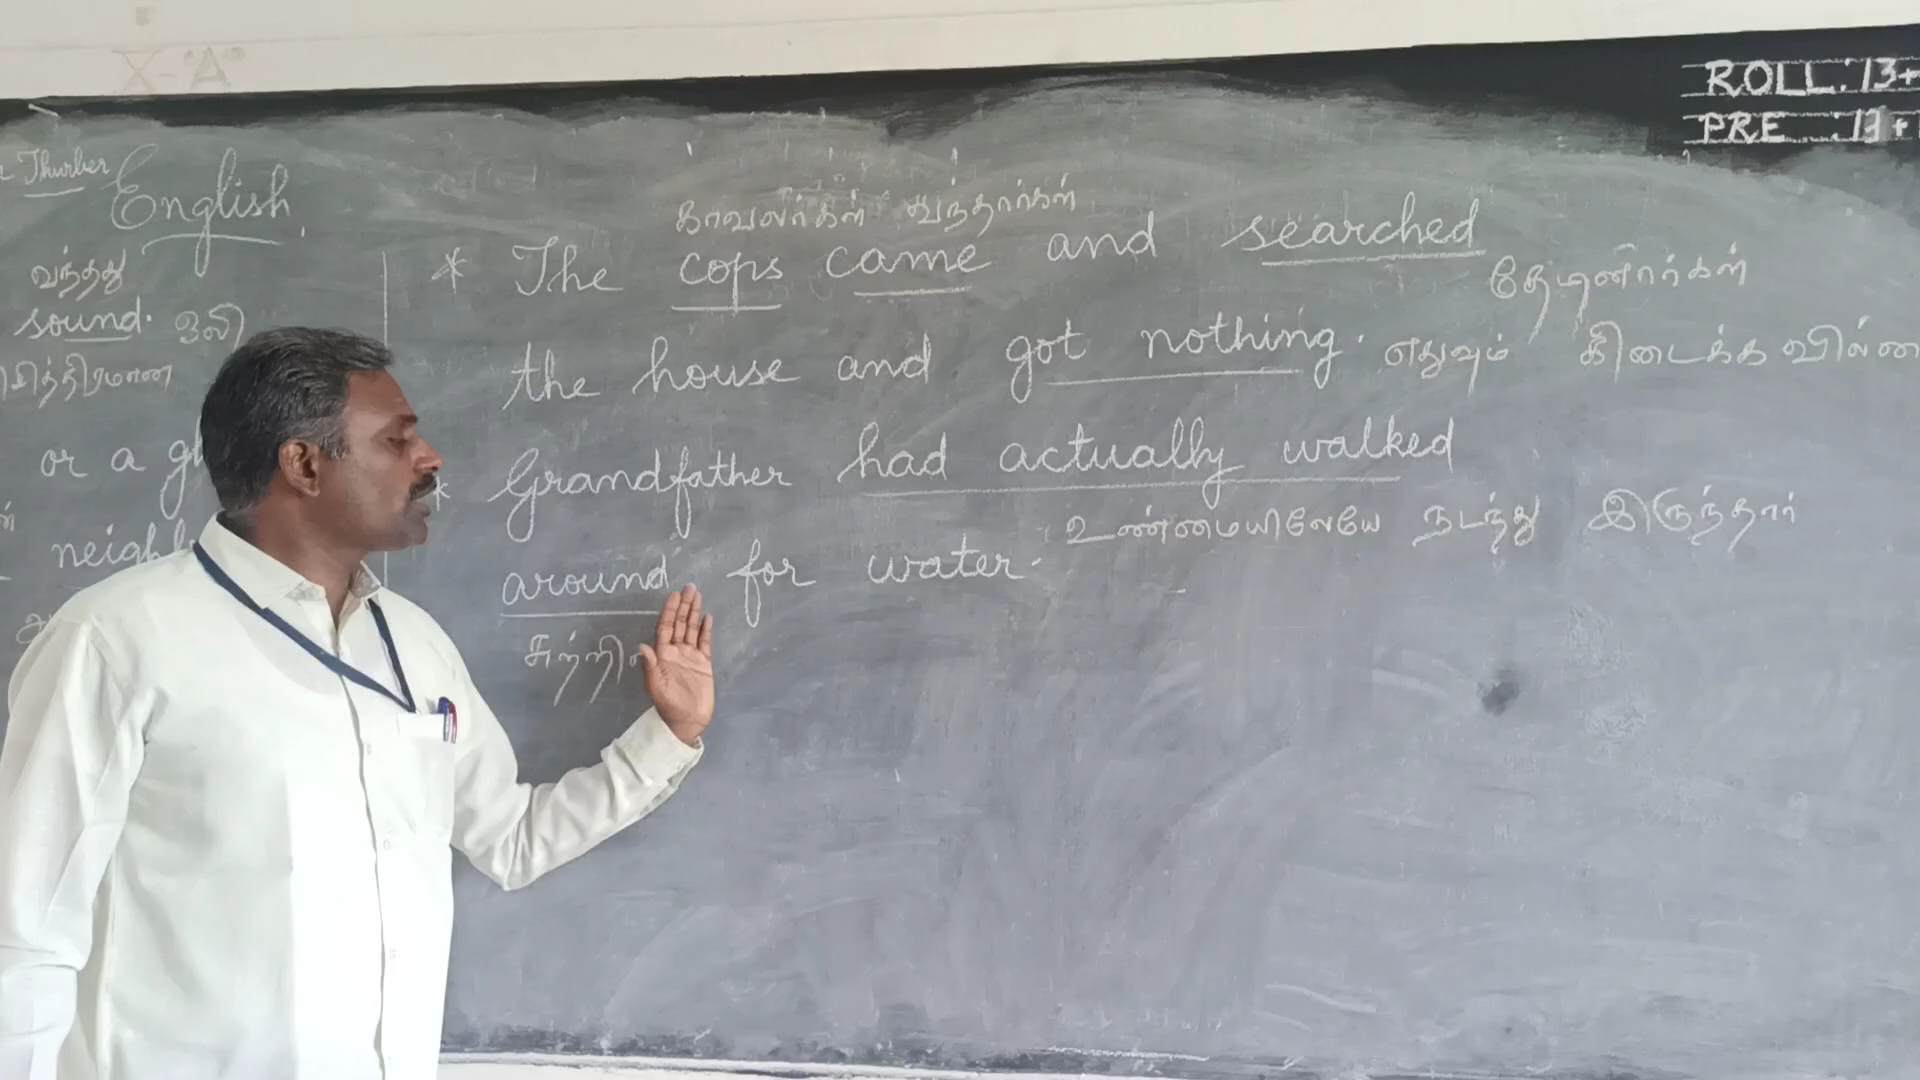 X-"A"
ROLL: 13+
PRE : 13+
Thurber
English
வந்தது
sound. ஒலி
or a
காவலர்கள் வந்தார்கள்
* The cops came and searched
தேடினார்கள்
the house and got nothing. எதுவும் கிடைக்கவில்லை
* Grandfather had actually walked
உண்மையிலேயே நடந்து இருந்தார்
around for water.